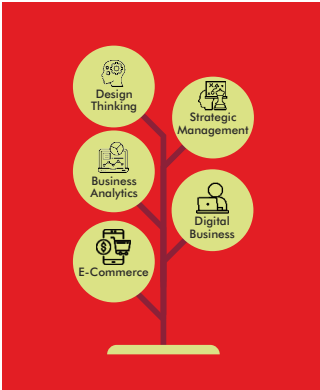 Design
Thinking
Strategic
Management
Business
Analytics
Digital
Business
E-Commerce
$